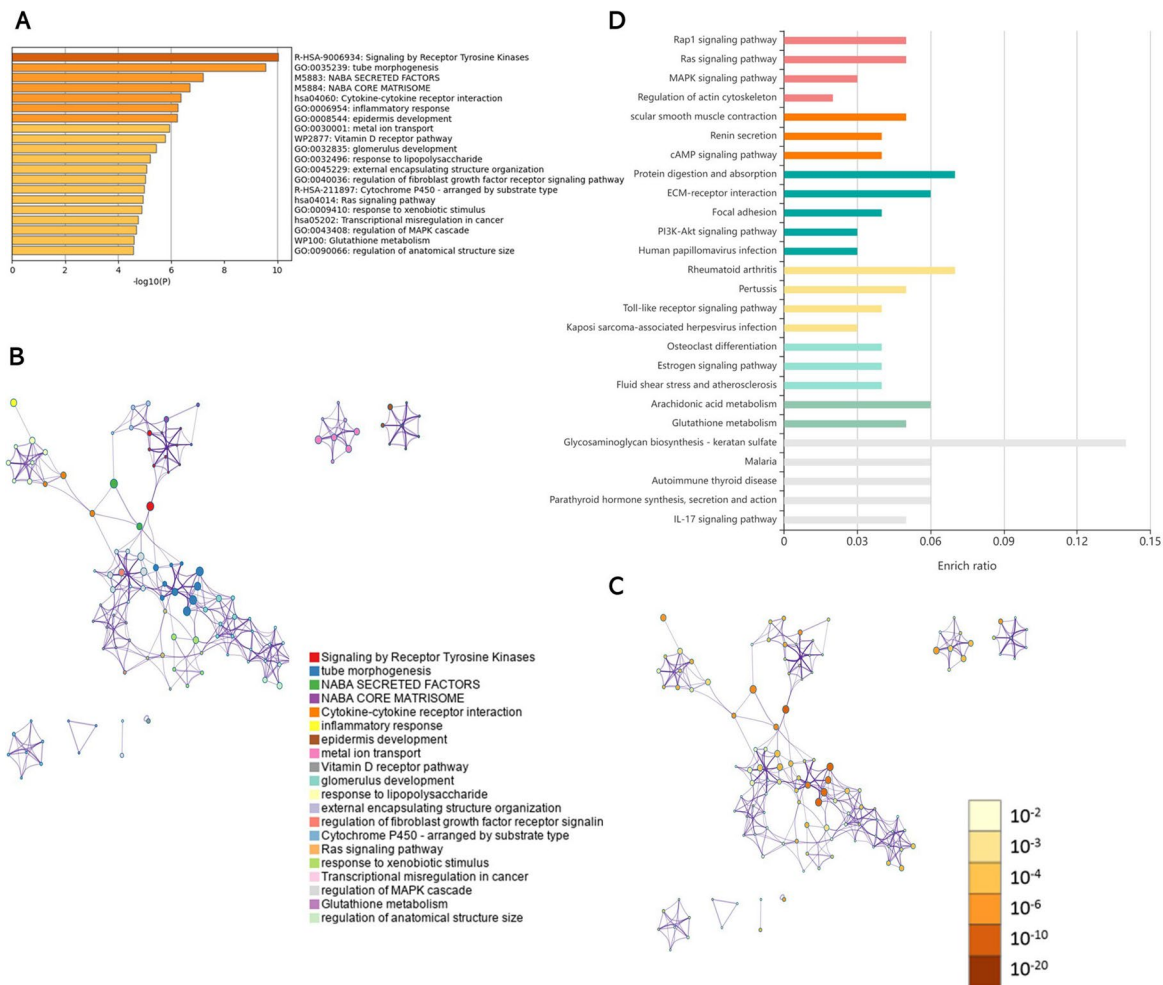 A
R-HSA-9006934: Signaling by Receptor Tyrosine Kinases
GO:0035239: tube morphogenesis
M5883: NABA SECRETED FACTORS
M5884: NABA CORE MATRISOME
hsa04060: Cytokine-cytokine receptor interaction
GO:0006954: inflammatory response
GO:0008544: epidermis development
GO:0030001: metal ion transport
WP2877: Vitamin D receptor pathway
GO:0032835: glomerulus development
GO:0032496: response to lipopolysaccharide
GO:0045229: external encapsulating structure organization
GO:0040036: regulation of fibroblast growth factor receptor signaling pathway
R-HSA-211897: Cytochrome P450 - arranged by substrate type
hsa04014: Ras signaling pathway
GO:0009410: response to xenobiotic stimulus
hsa05202: Transcriptional misregulation in cancer
GO:0043408: regulation of MAPK cascade
WP100: Glutathione metabolism
GO:0090066: regulation of anatomical structure size
0 2 4 6 8 10
-log10(P)
B
Signaling by Receptor Tyrosine Kinases
tube morphogenesis
NABA SECRETED FACTORS
NABA CORE MATRISOME
Cytokine-cytokine receptor interaction
inflammatory response
epidermis development
metal ion transport
Vitamin D receptor pathway
glomerulus development
response to lipopolysaccharide
external encapsulating structure organization
regulation of fibroblast growth factor receptor signalin
Cytochrome P450 - arranged by substrate type
Ras signaling pathway
response to xenobiotic stimulus
Transcriptional misregulation in cancer
regulation of MAPK cascade
Glutathione metabolism
regulation of anatomical structure size
D
Rap1 signaling pathway
Ras signaling pathway
MAPK signaling pathway
Regulation of actin cytoskeleton
scular smooth muscle contraction
Renin secretion
cAMP signaling pathway
Protein digestion and absorption
ECM-receptor interaction
Focal adhesion
PI3K-Akt signaling pathway
Human papillomavirus infection
Rheumatoid arthritis
Pertussis
Toll-like receptor signaling pathway
Kaposi sarcoma-associated herpesvirus infection
Osteoclast differentiation
Estrogen signaling pathway
Fluid shear stress and atherosclerosis
Arachidonic acid metabolism
Glutathione metabolism
Glycosaminoglycan biosynthesis - keratan sulfate
Malaria
Autoimmune thyroid disease
Parathyroid hormone synthesis, secretion and action
IL-17 signaling pathway
0 0.03 0.06 0.09 0.12 0.15
Enrich ratio
C
10-2
10-3
10-4
10-6
10-10
10-20